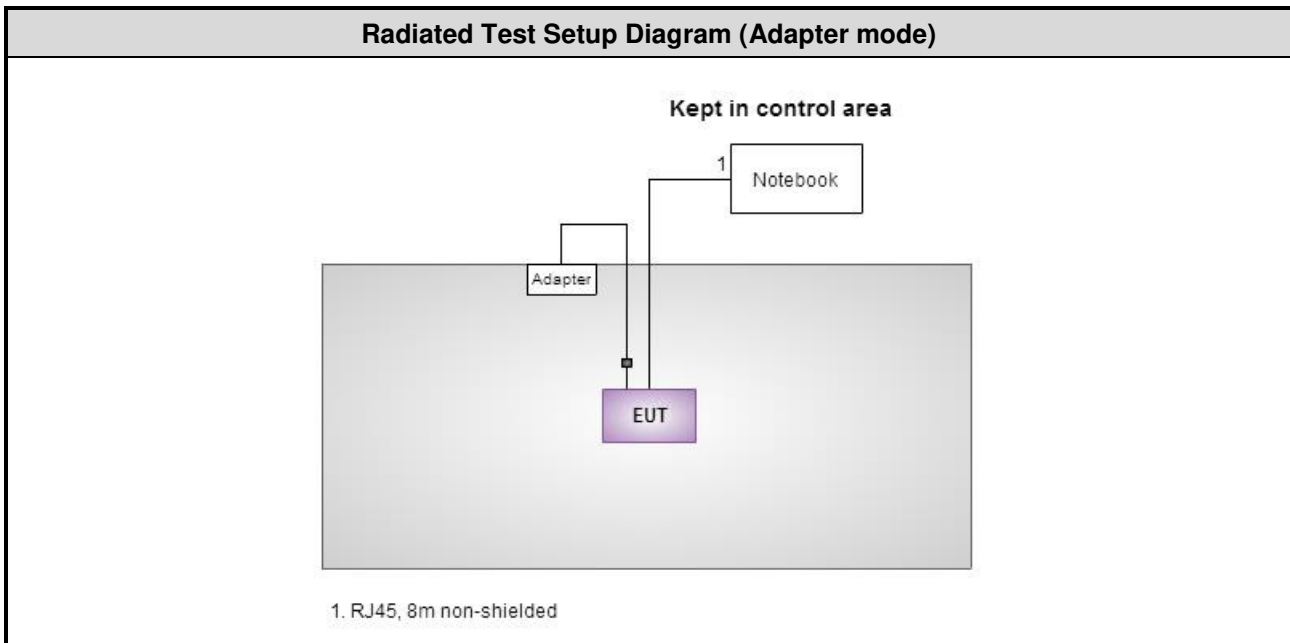 Radiated Test Setup Diagram (Adapter mode)
Kept in control area
1
Notebook
Adapter
EUT
1. RJ45, 8m non-shielded